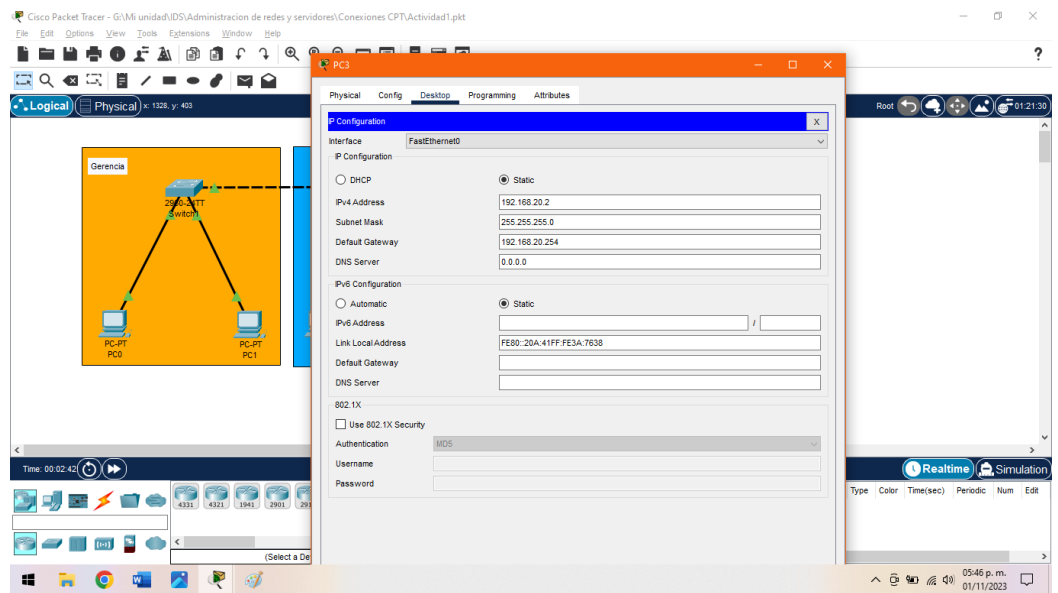 Cisco Packet Tracer - G:\Mi unidad\IDS\Administracion de redes y servidores\Conexiones CPT\Actividad1.pkt
File Edit Options View Tools Extensions Window Help
PC3
Physical Config Desktop Programming Attributes
Logical Physical x: 1328, y: 403
Root 01:21:30
IP Configuration X
Interface FastEthernet0
IP Configuration
DHCP Static
IPv4 Address 192.168.20.2
Subnet Mask 255.255.255.0
Default Gateway 192.168.20.254
DNS Server 0.0.0.0
IPv6 Configuration
Automatic Static
IPv6 Address /
Link Local Address FE80::20A:41FF:FE3A:7638
Default Gateway
DNS Server
802.1X
Use 802.1X Security
Authentication MD5
Username
Password
Gerencia
2960-24TT
PC-PT
PC0
PC-PT
PC1
Time: 00:02:42
Realtime Simulation
4331 4321 1941 2901
Type Color Time(sec) Periodic Num Edit
(Select a De
05:46 p. m.
01/11/2023